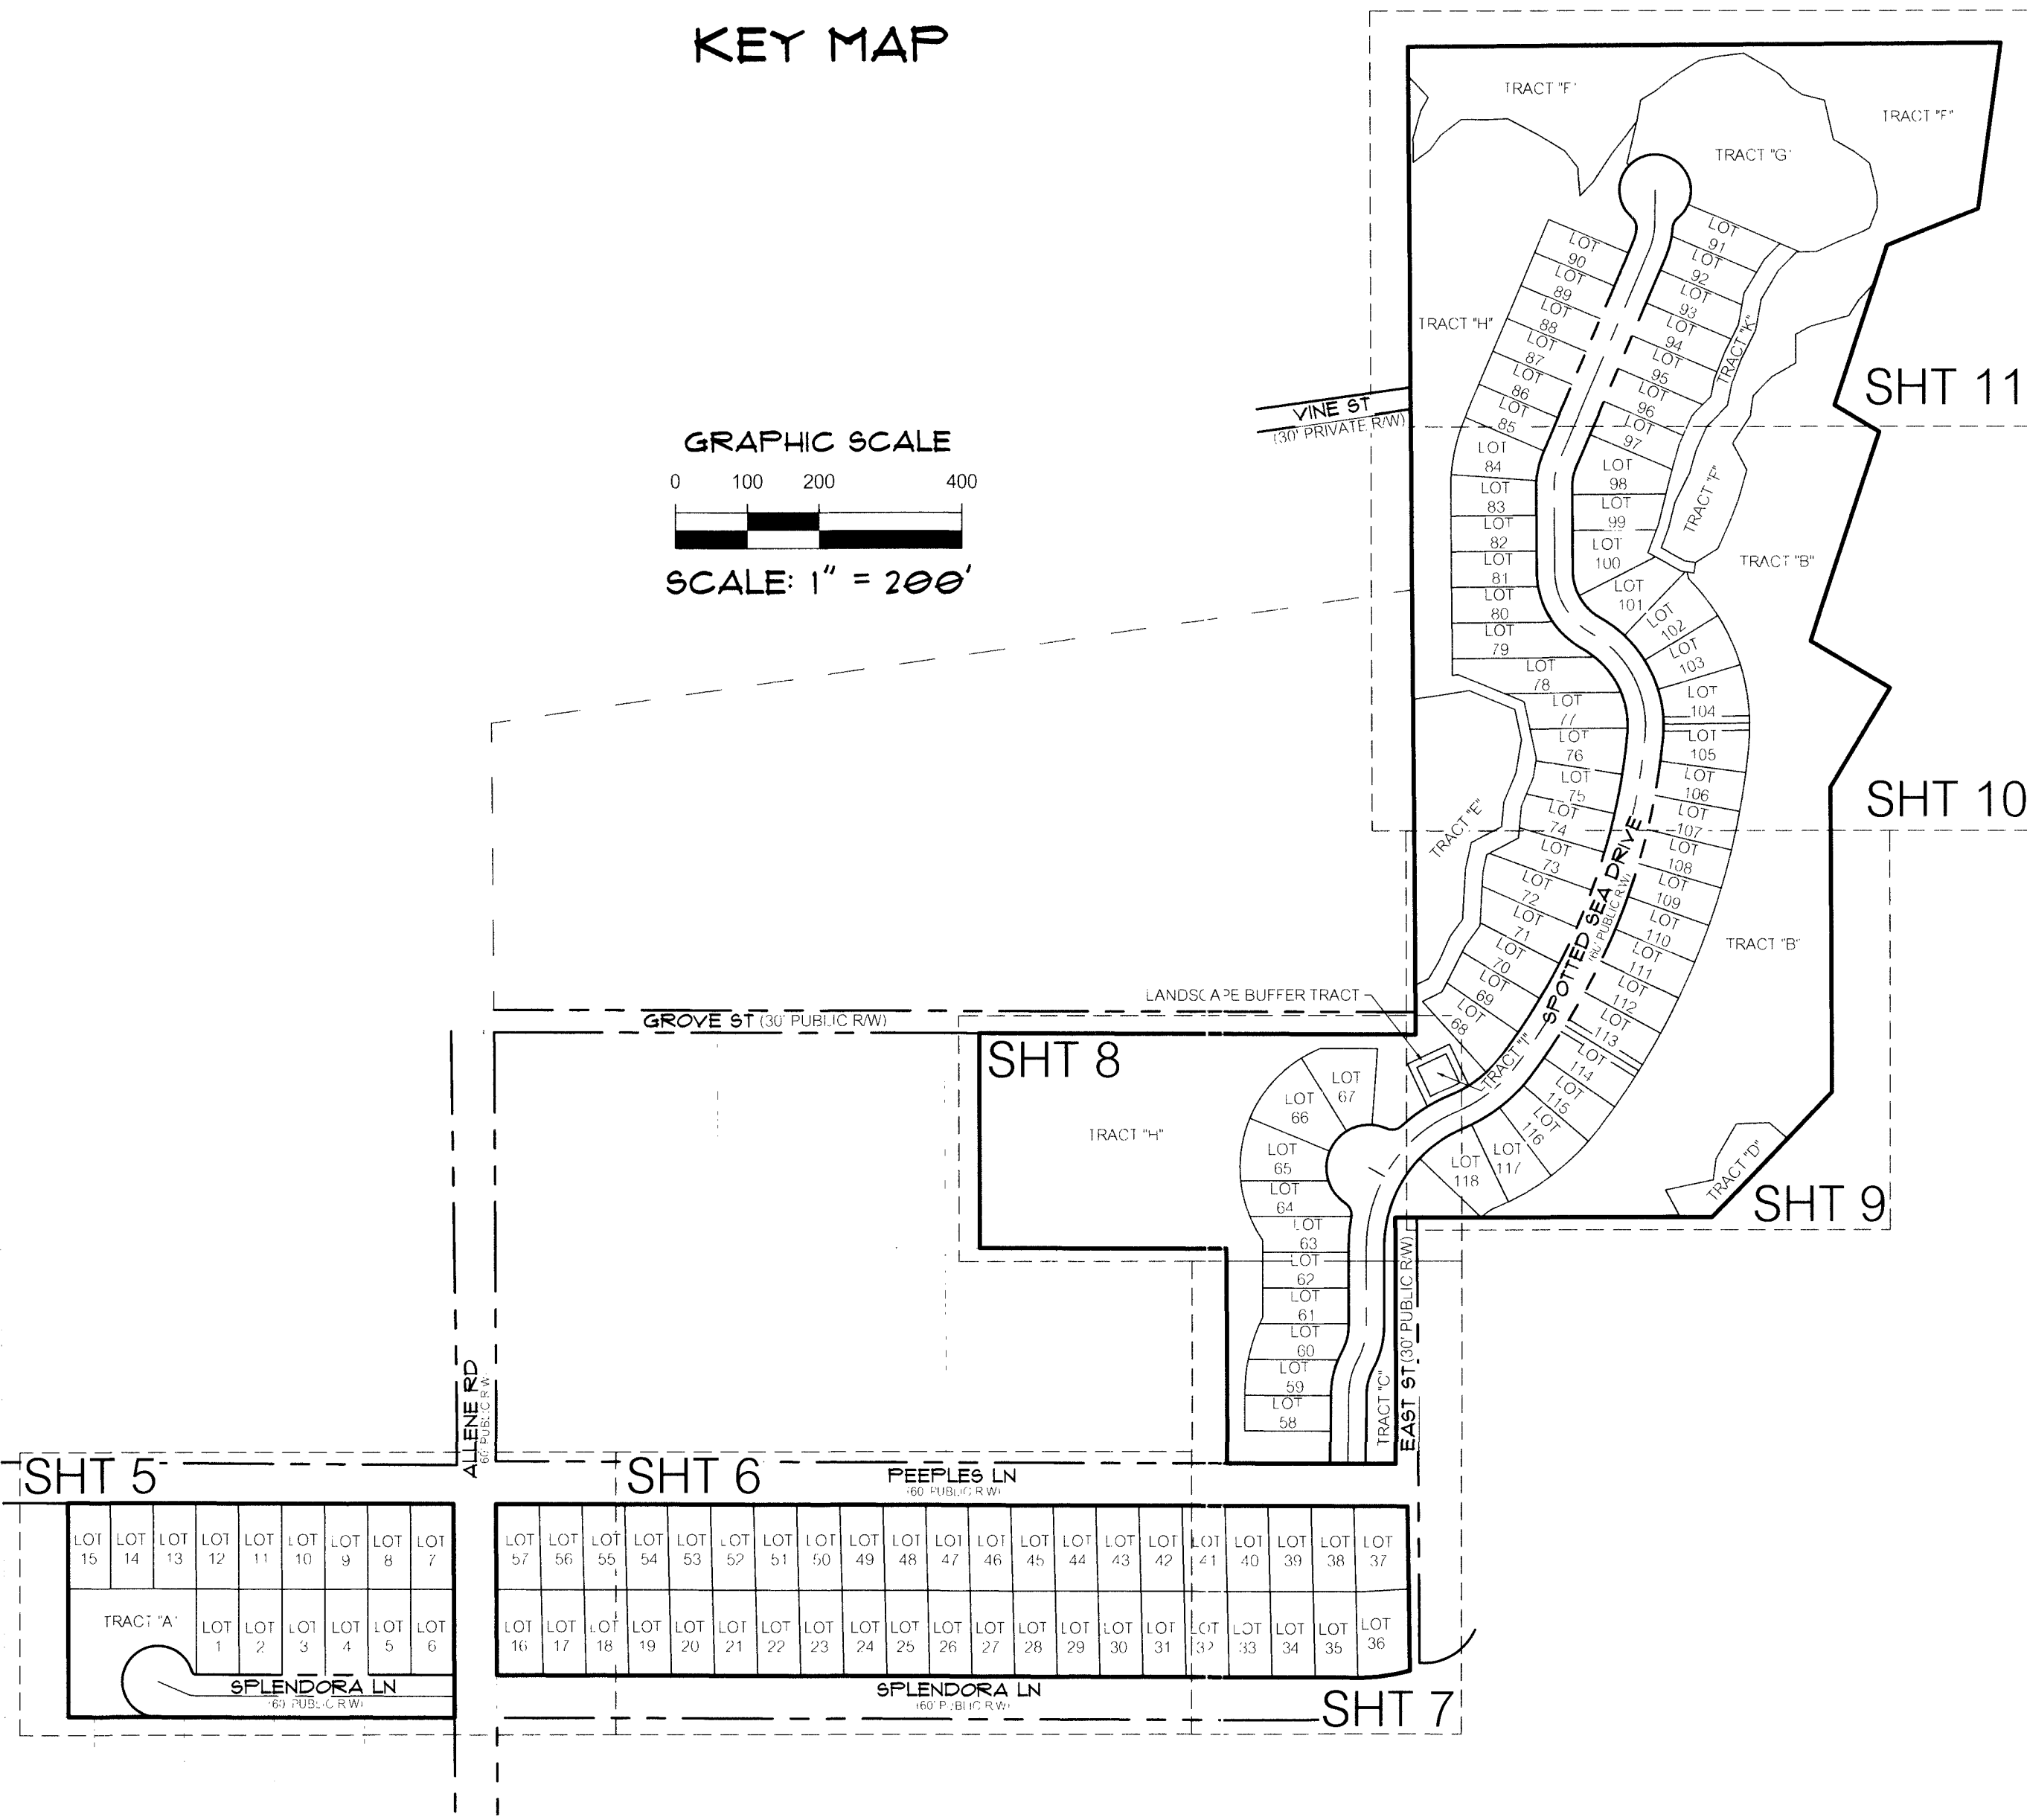 KEY MAP
TRACT "F"
TRACT "F"
TRACT "G"
LOT
91
LOT
92
LOT
93
LOT
94
LOT
95
LOT
96
LOT
97
LOT
98
LOT
99
LOT
100
LOT
101
LOT
102
LOT
103
LOT
104
LOT
105
LOT
106
LOT
107
LOT
108
LOT
109
LOT
110
LOT
111
LOT
112
LOT
113
LOT
114
LOT
115
LOT
116
LOT
117
LOT
118
LOT
90
LOT
89
LOT
88
LOT
87
LOT
86
LOT
85
LOT
84
LOT
83
LOT
82
LOT
81
LOT
80
LOT
79
LOT
78
LOT
77
LOT
76
LOT
75
LOT
74
LOT
73
LOT
72
LOT
71
LOT
70
LOT
69
LOT
68
TRACT "H"
TRACT "K"
SHT 11
VINE ST
(30' PRIVATE R/W)
GRAPHIC SCALE
0 100 200 400
SCALE: 1" = 200'
TRACT "F"
TRACT "B"
SHT 10
TRACT "E"
SPOTTED SEA DRIVE
(60' PUBLIC R/W)
TRACT "B"
LANDSCAPE BUFFER TRACT
GROVE ST (30' PUBLIC R/W)
SHT 8
TRACT "I"
TRACT "H"
TRACT "D"
SHT 9
LOT
67
LOT
66
LOT
65
LOT
64
LOT
63
LOT
62
LOT
61
LOT
60
LOT
59
LOT
58
TRACT "C"
EAST ST (30' PUBLIC R/W)
ALLENE RD
60' PUBLIC R/W
SHT 5
SHT 6
PEEPLES LN
(60' PUBLIC R/W)
LOT
15
LOT
14
LOT
13
LOT
12
LOT
11
LOT
10
LOT
9
LOT
8
LOT
7
LOT
57
LOT
56
LOT
55
LOT
54
LOT
53
LOT
52
LOT
51
LOT
50
LOT
49
LOT
48
LOT
47
LOT
46
LOT
45
LOT
44
LOT
43
LOT
42
LOT
41
LOT
40
LOT
39
LOT
38
LOT
37
TRACT "A"
LOT
1
LOT
2
LOT
3
LOT
4
LOT
5
LOT
6
LOT
16
LOT
17
LOT
18
LOT
19
LOT
20
LOT
21
LOT
22
LOT
23
LOT
24
LOT
25
LOT
26
LOT
27
LOT
28
LOT
29
LOT
30
LOT
31
LOT
32
LOT
33
LOT
34
LOT
35
LOT
36
SPLENDORA LN
(60' PUBLIC R/W)
SPLENDORA LN
(60' PUBLIC R/W)
SHT 7